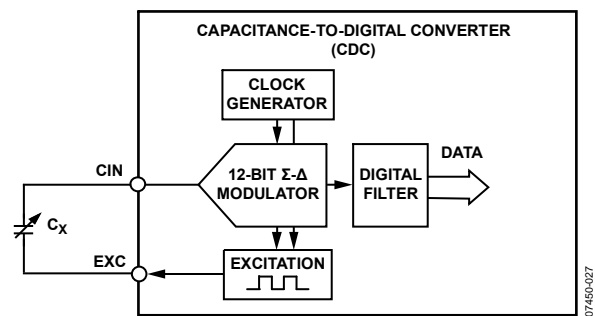 CAPACITANCE-TO-DIGITAL CONVERTER
(CDC)
CLOCK
GENERATOR
CIN
12-BIT Σ-Δ
MODULATOR
DIGITAL
FILTER
DATA
CX
EXC
EXCITATION
07450-027